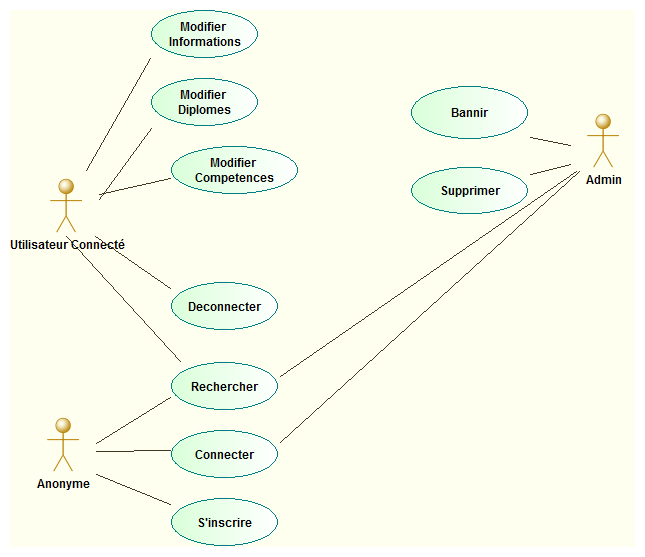 Modifier
Informations
Modifier
Diplomes
Bannir
Modifier
Competences
Admin
Supprimer
Utilisateur Connecté
Deconnecter
Rechercher
Connecter
Anonyme
S'inscrire